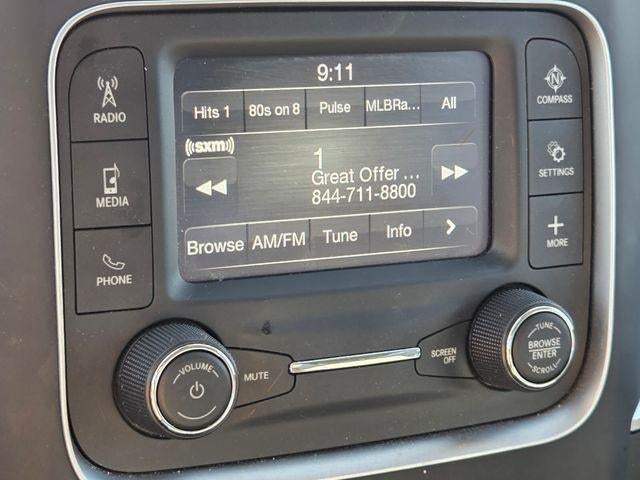 9:11
Hits 1 80s on 8 Pulse MLBRa... All
((sxm))
1
Great Offer ...
844-711-8800
Browse AM/FM Tune Info >
RADIO
MEDIA
PHONE
N
COMPASS
SETTINGS
+
MORE
VOLUME
MUTE
SCREEN
OFF
TUNE
BROWSE
ENTER
SCROLL